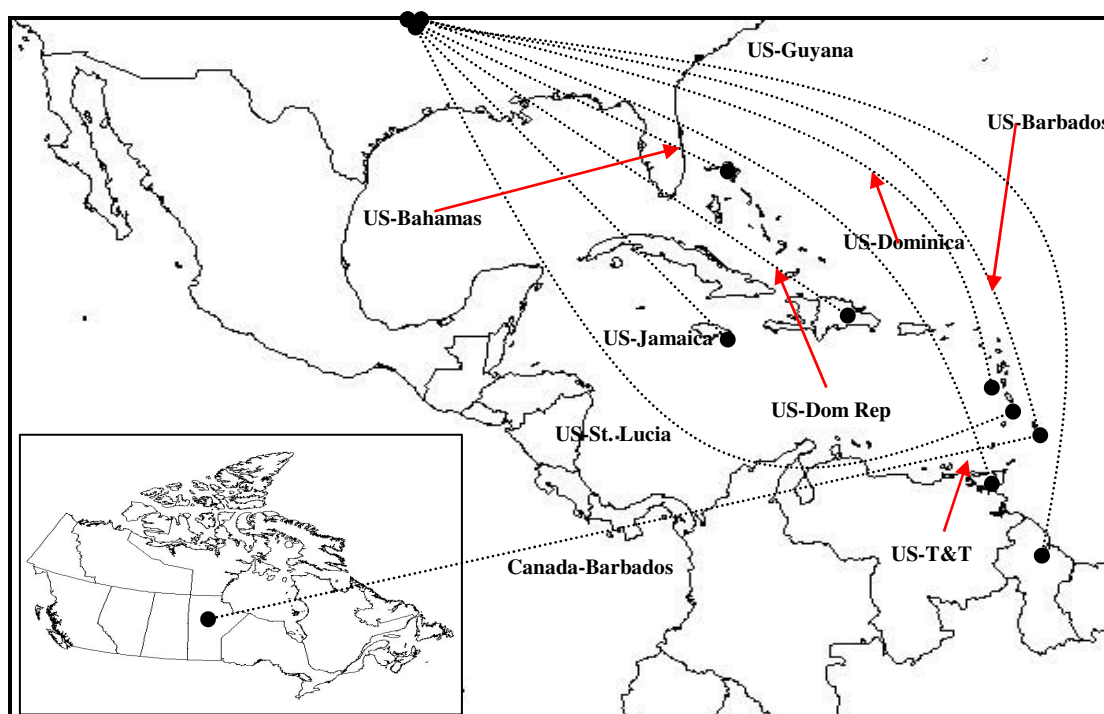 US-Guyana
US-Barbados
US-Bahamas
US-Dominica
US-Jamaica
US-Dom Rep
US-St. Lucia
US-T&T
Canada-Barbados